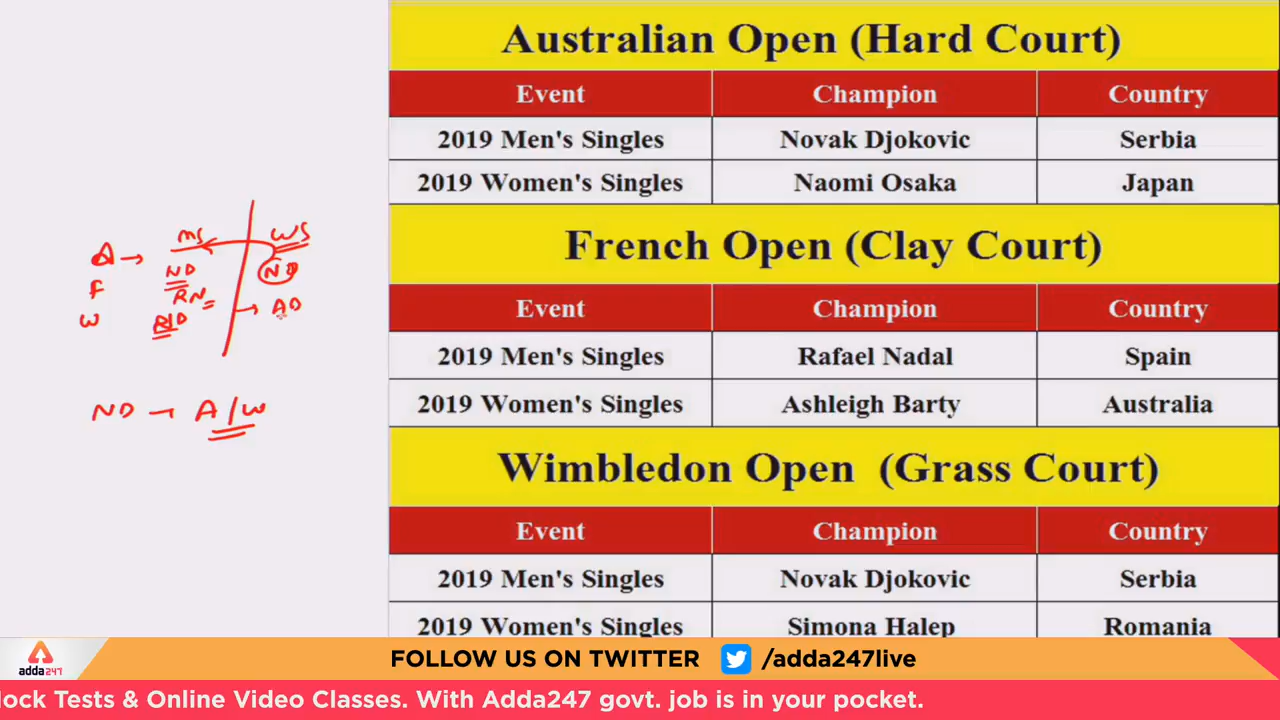 Australian Open (Hard Court)
Event Champion Country
2019 Men's Singles Novak Djokovic Serbia
2019 Women's Singles Naomi Osaka Japan
French Open (Clay Court)
Event Champion Country
2019 Men's Singles Rafael Nadal Spain
2019 Women's Singles Ashleigh Barty Australia
Wimbledon Open (Grass Court)
Event Champion Country
2019 Men's Singles Novak Djokovic Serbia
2019 Women's Singles Simona Halep Romania
MS WS
A →
ND
F RN
W
ND → A/W
adda247
FOLLOW US ON TWITTER /adda247live
Mock Tests & Online Video Classes. With Adda247 govt. job is in your pocket.